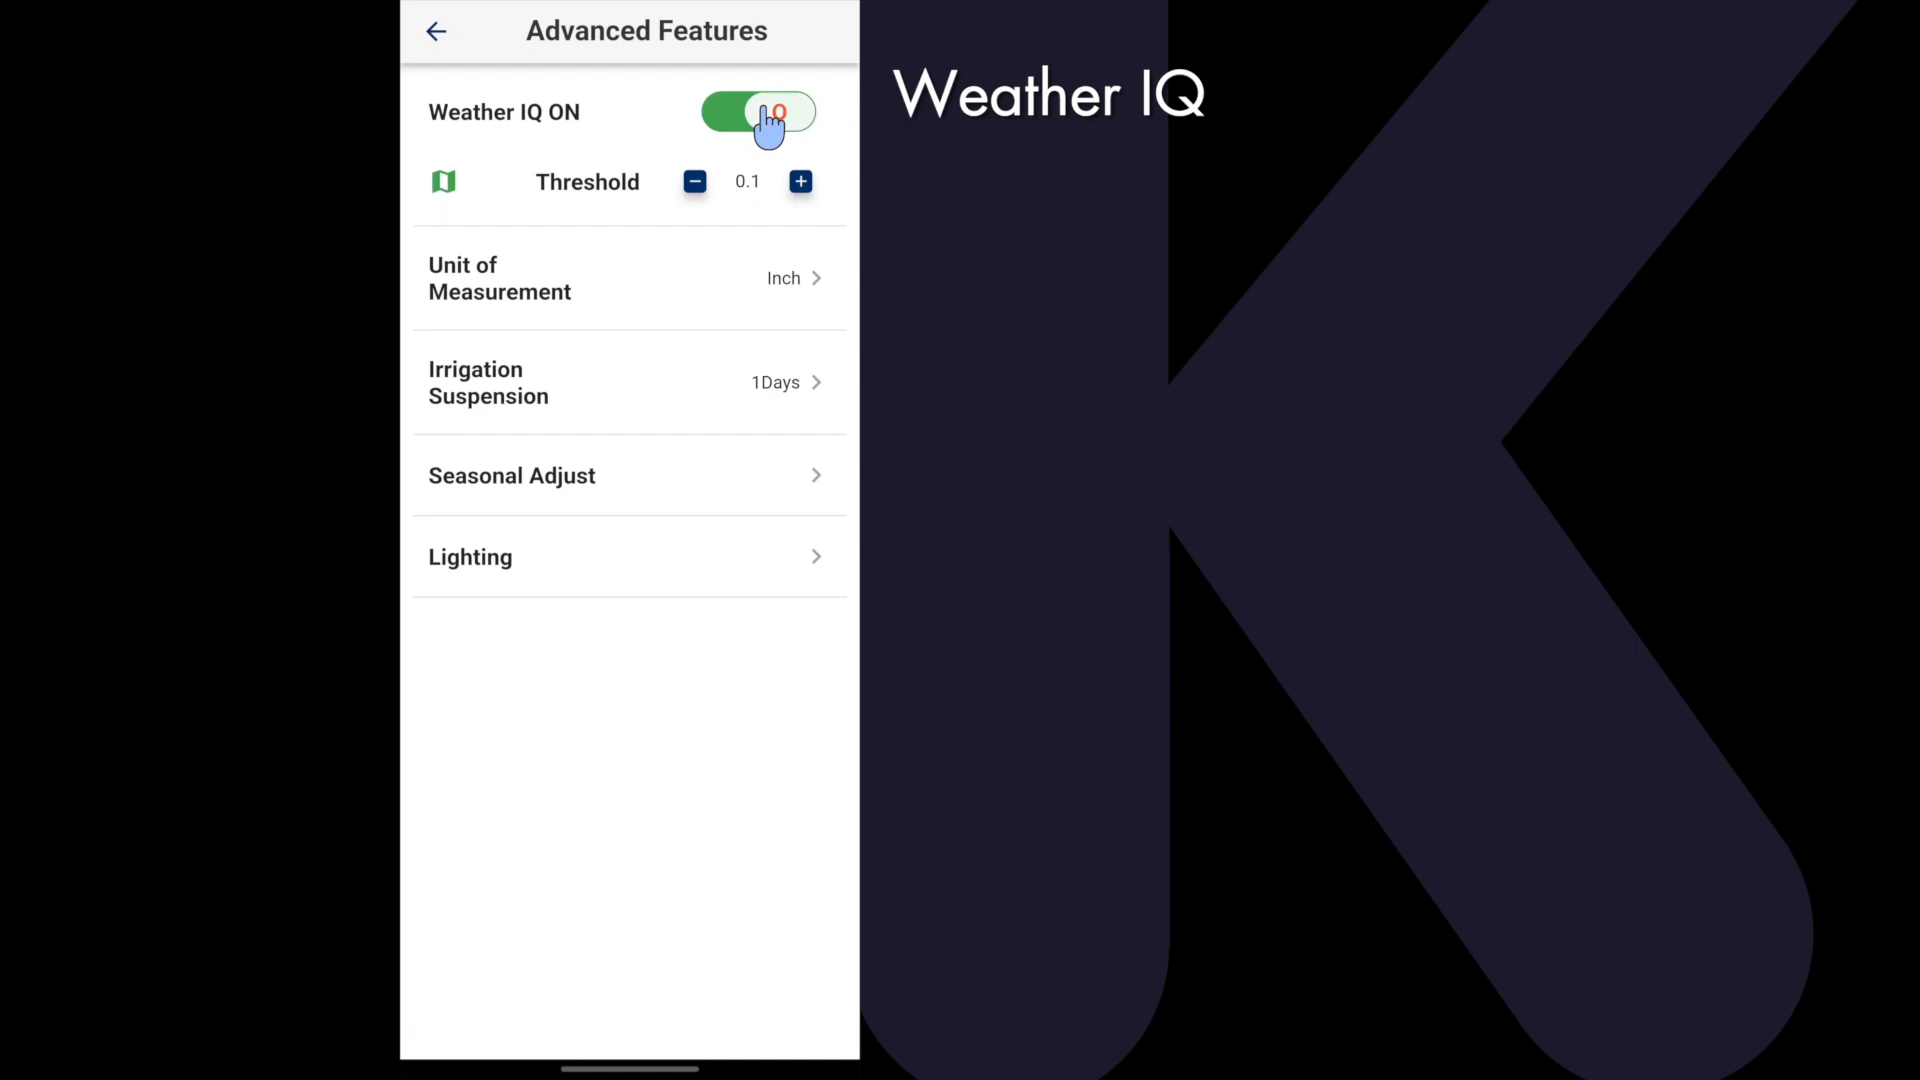 Advanced Features
Weather IQ
Weather IQ ON
Threshold
0.1
Unit of
Measurement
Inch
Irrigation
Suspension
1Days
Seasonal Adjust
Lighting